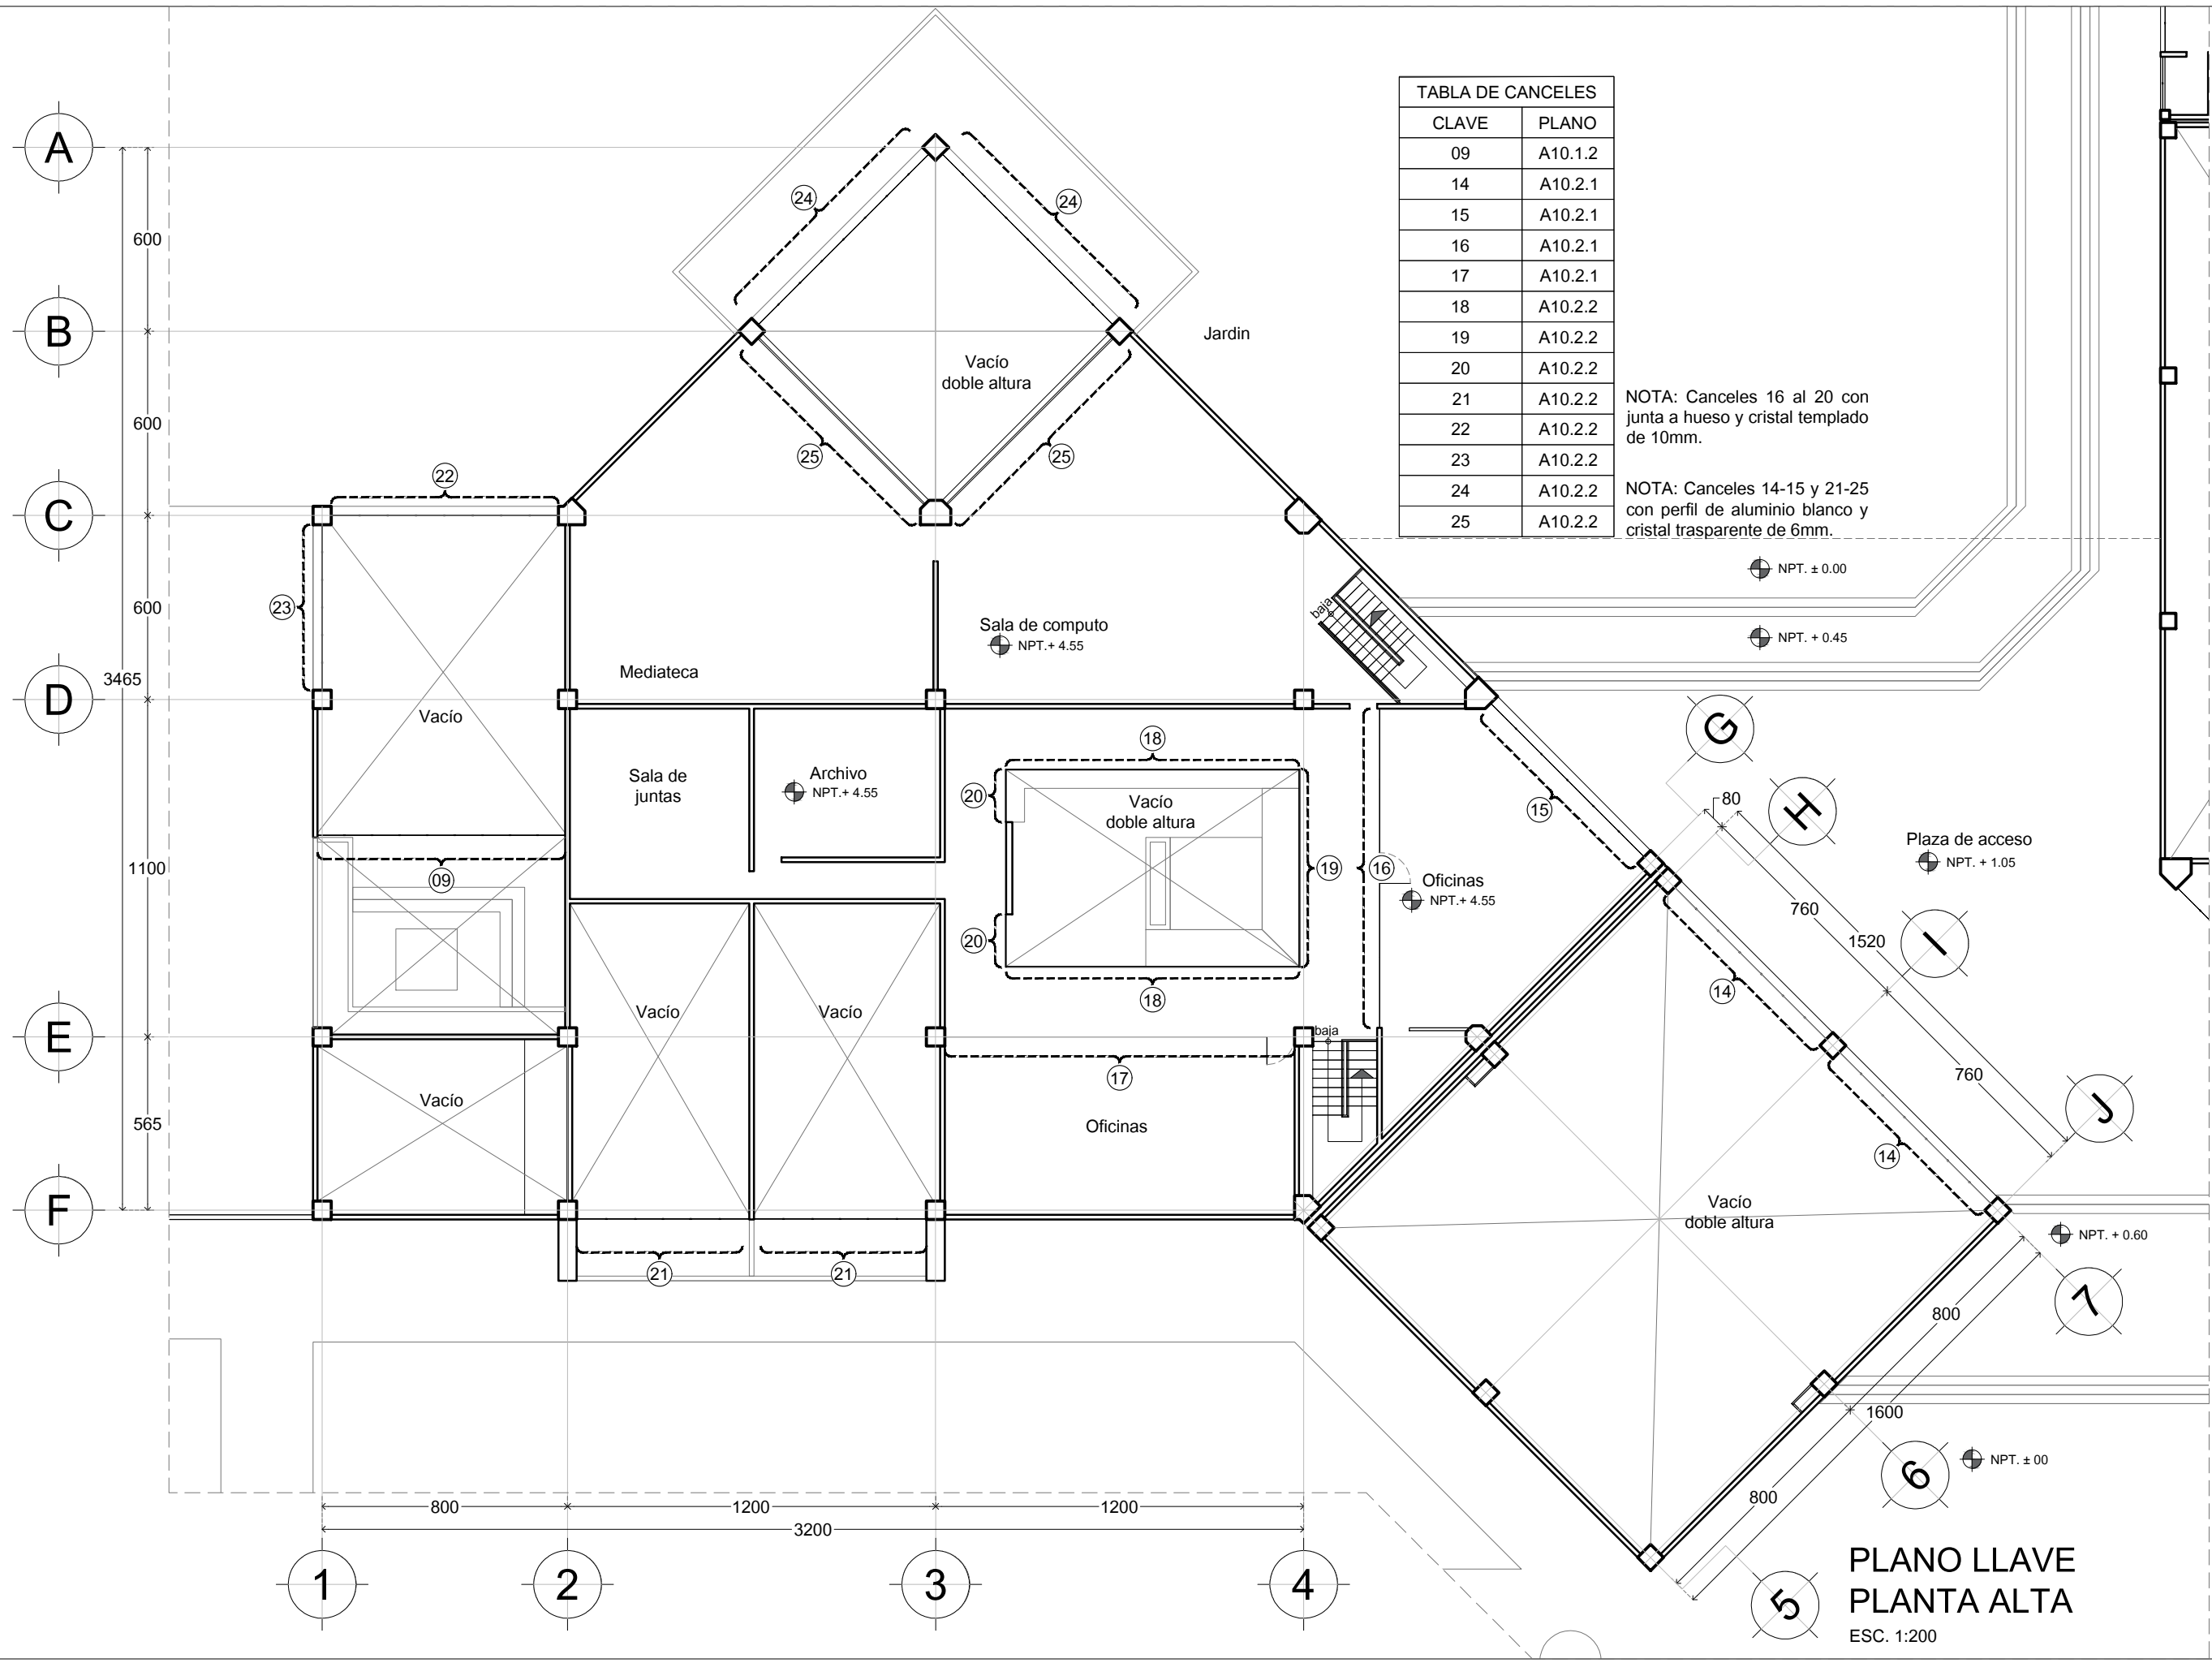 TABLA DE CANCELES
CLAVE PLANO
09 A10.1.2
14 A10.2.1
15 A10.2.1
16 A10.2.1
17 A10.2.1
18 A10.2.2
19 A10.2.2
20 A10.2.2
21 A10.2.2
22 A10.2.2
23 A10.2.2
24 A10.2.2
25 A10.2.2
NOTA: Canceles 16 al 20 con
junta a hueso y cristal templado
de 10mm.
NOTA: Canceles 14-15 y 21-25
con perfil de aluminio blanco y
cristal trasparente de 6mm.
A
B
C
D
E
F
600
600
600
3465
1100
565
24
24
Jardin
Vacío
doble altura
25
25
22
23
NPT. ± 0.00
NPT. + 0.45
baja
Sala de computo
NPT.+ 4.55
Mediateca
Vacío
Sala de
juntas
Archivo
NPT.+ 4.55
18
20
Vacío
doble altura
19
16
20
18
15
Oficinas
NPT.+ 4.55
G
H
80
Plaza de acceso
NPT. + 1.05
760
1520
I
14
760
J
14
09
Vacío
Vacío
Vacío
baja
17
Oficinas
21
21
Vacío
doble altura
NPT. + 0.60
7
800
1600
6
NPT. ± 00
800
5
800
1200
1200
3200
1
2
3
4
PLANO LLAVE
PLANTA ALTA
ESC. 1:200